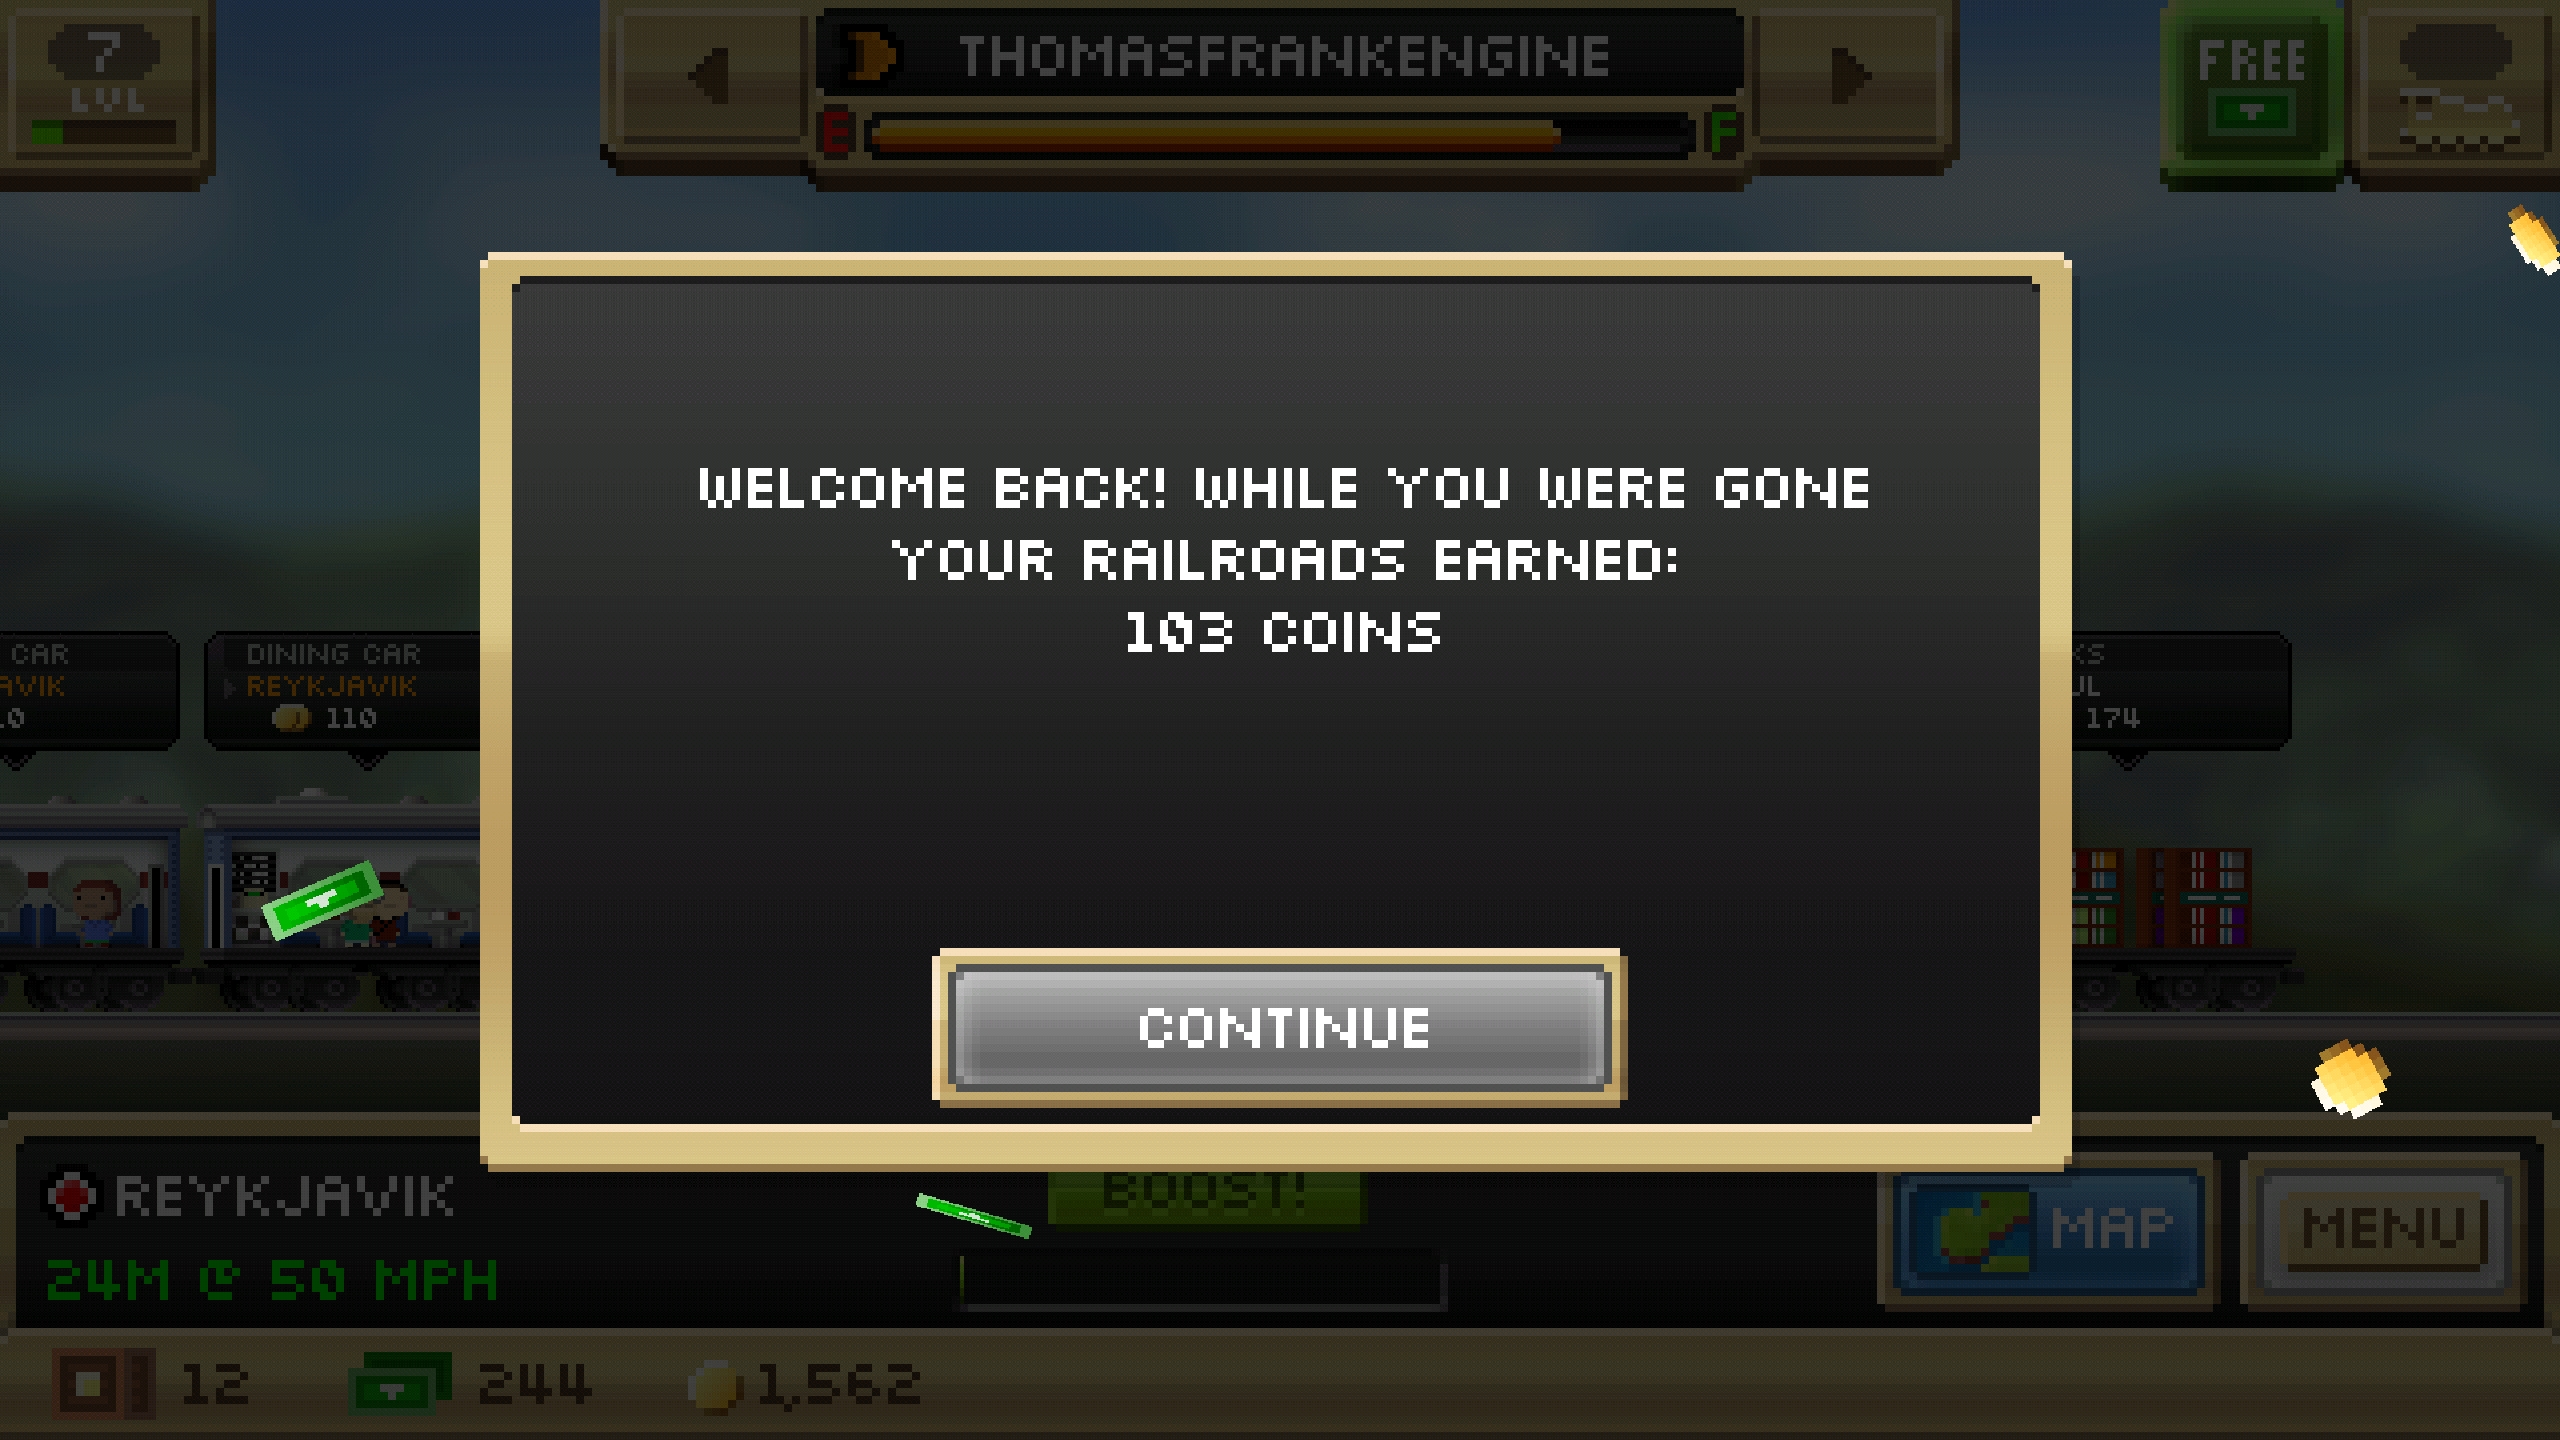 7
LVL
THOMASFRANKENGINE
E
F
FREE
WELCOME BACK! WHILE YOU WERE GONE
YOUR RAILROADS EARNED:
103 COINS
CAR
DINING CAR
REYKJAVIK
110
174
CONTINUE
REYKJAVIK
24M @ 50 MPH
BOOST!
MAP
MENU
12
244
1,562